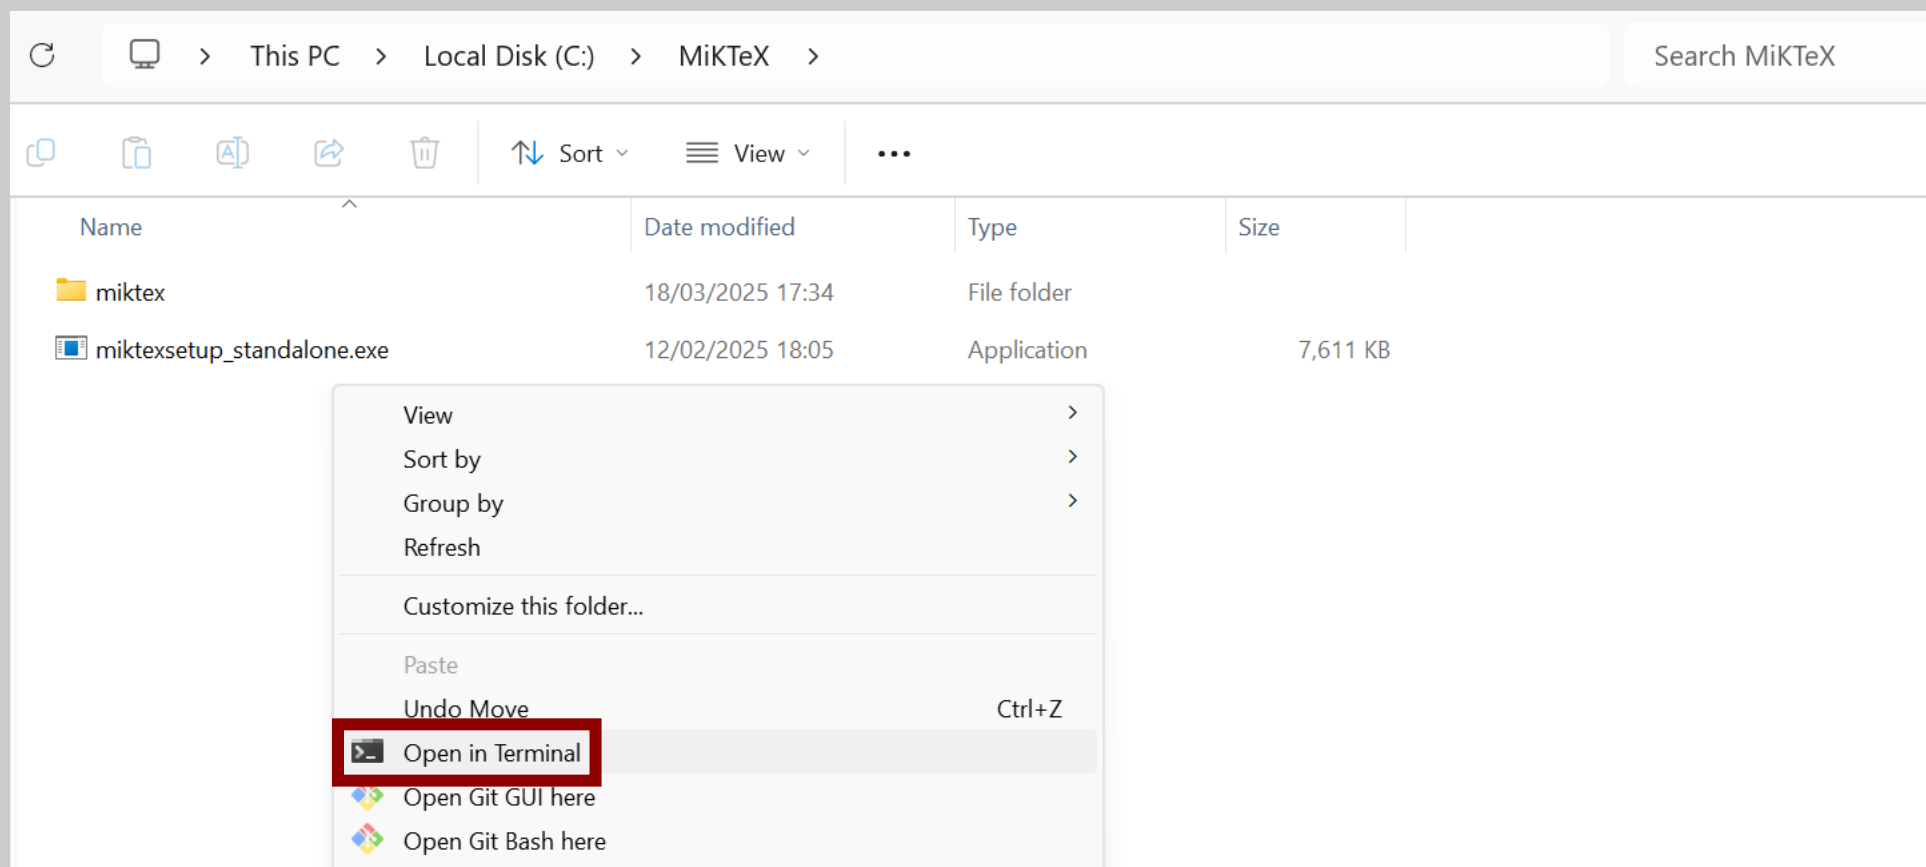 This PC > Local Disk (C:) > MiKTeX > Search MiKTeX
Sort View
Name Date modified Type Size
miktex 18/03/2025 17:34 File folder
miktexsetup_standalone.exe 12/02/2025 18:05 Application 7,611 KB
View
Sort by
Group by
Refresh
Customize this folder...
Paste
Undo Move Ctrl+Z
Open in Terminal
Open Git GUI here
Open Git Bash here